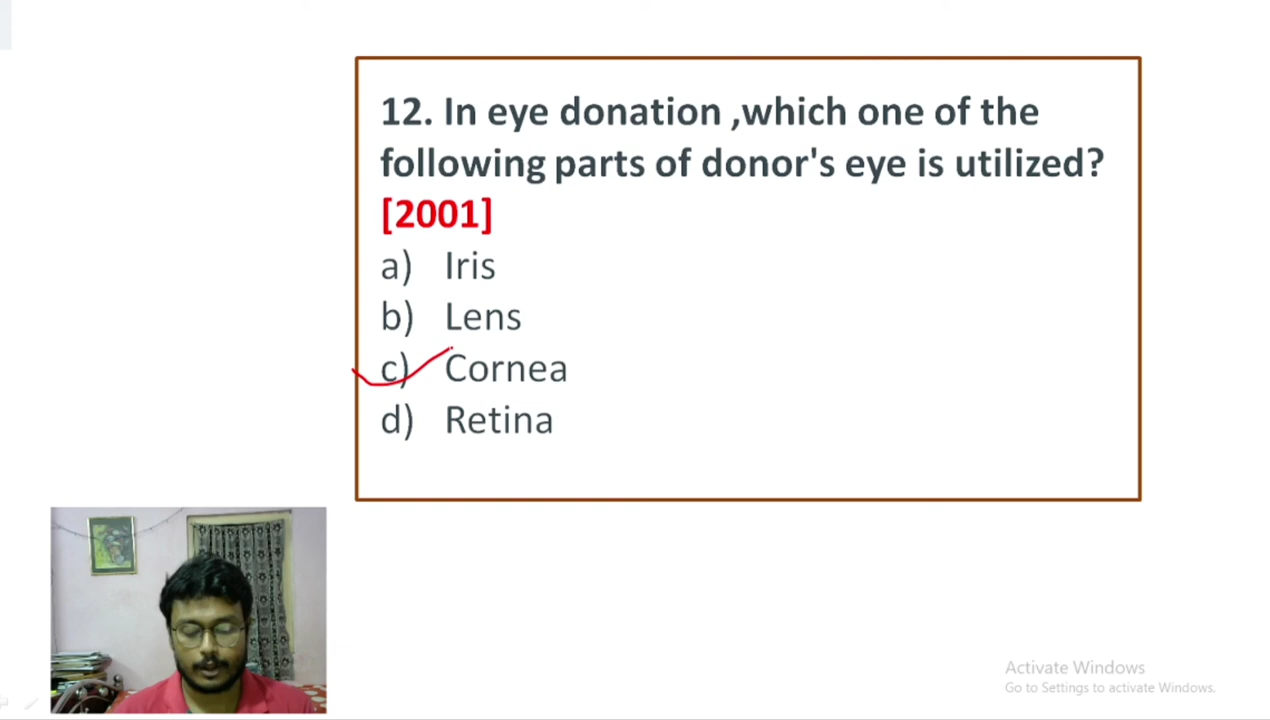 12. In eye donation ,which one of the
following parts of donor's eye is utilized?
[2001]
a) Iris
b) Lens
c) Cornea
d) Retina
Activate Windows
Go to Settings to activate Windows.